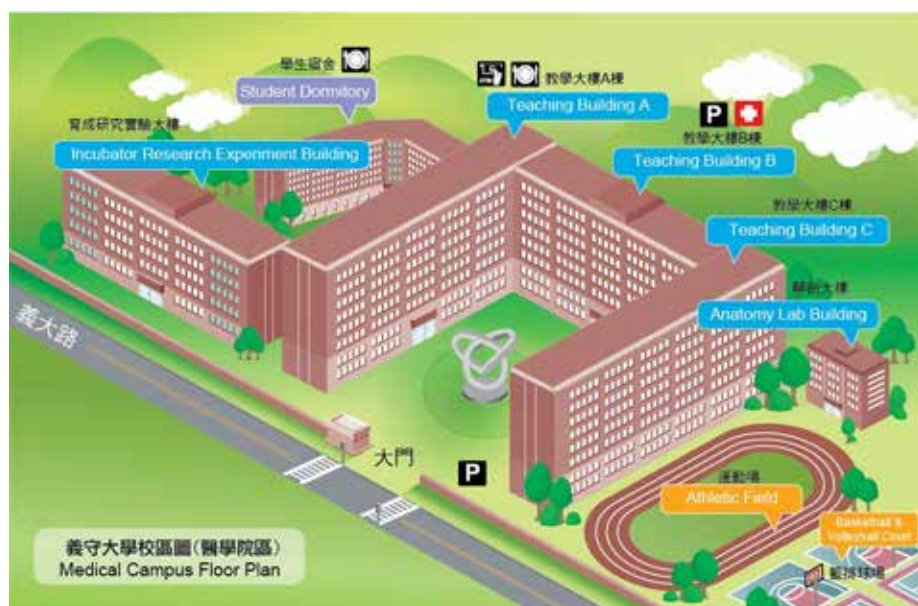 學生宿舍
Student Dormitory
教學大樓A棟
Teaching Building A
P
教學大樓B棟
Teaching Building B
育成研究實驗大樓
Incubator Research Experiment Building
教學大樓C棟
Teaching Building C
解剖大樓
Anatomy Lab Building
義大路
大門
P
運動場
Athletic Field
Basketball &
Volleyball Court
籃排球場
義守大學校區圖(醫學院區)
Medical Campus Floor Plan